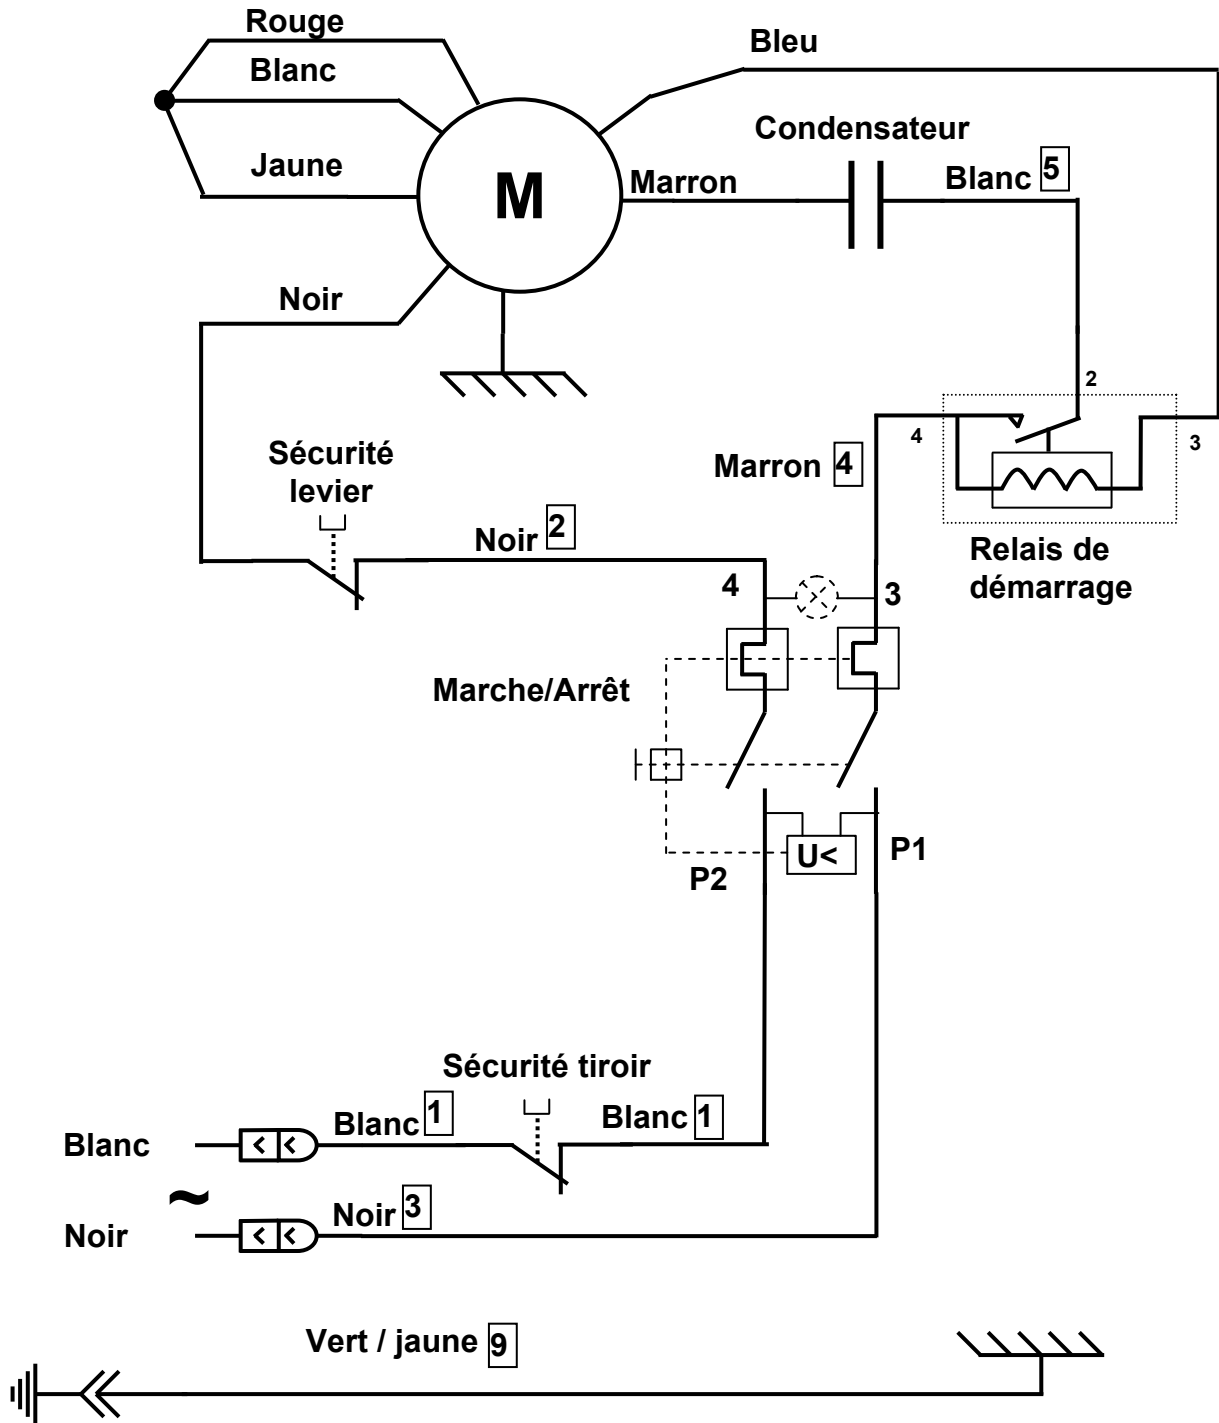 Rouge
Bleu
Blanc
Condensateur
Jaune
M
Marron
Blanc 5
Noir
2
4
3
Sécurité
levier
Marron 4
Noir 2
Relais de
démarrage
4
3
Marche/Arrêt
U<
P1
P2
Sécurité tiroir
Blanc
Blanc 1
Blanc 1
~
Noir
Noir 3
Vert / jaune 9